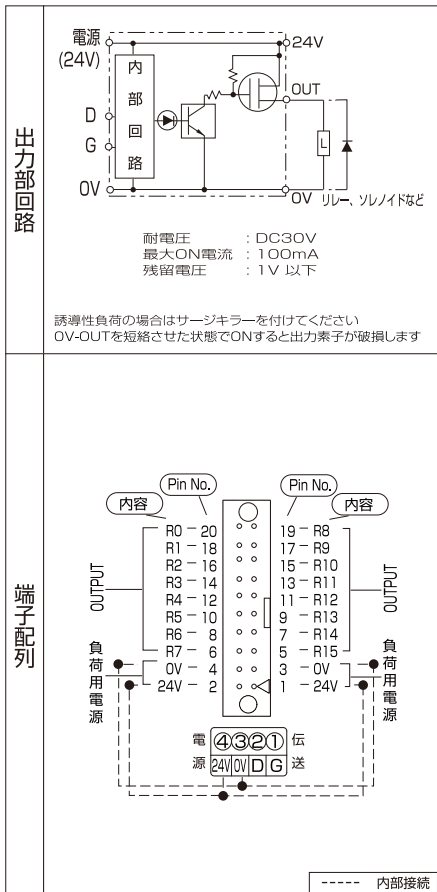 出力部回路
電源
(24V)
24V
内部回路
D
G
OUT
L
0V
0V
リレー、ソレノイドなど
耐電圧 : DC30V
最大ON電流 : 100mA
残留電圧 : 1V 以下
誘導性負荷の場合はサージキラーを付けてください
0V-OUTを短絡させた状態でONすると出力素子が破損します
端子配列
Pin No. Pin No.
内容 内容
R0 - 20 19 - R8
R1 - 18 17 - R9
R2 - 16 15 - R10
R3 - 14 13 - R11
R4 - 12 11 - R12
R5 - 10 9 - R13
R6 - 8 7 - R14
R7 - 6 5 - R15
0V - 4 3 - 0V
24V - 2 1 - 24V
OUTPUT
OUTPUT
負荷用電源
負荷用電源
電源
④③②①
24V 0V D G
伝送
----- 内部接続